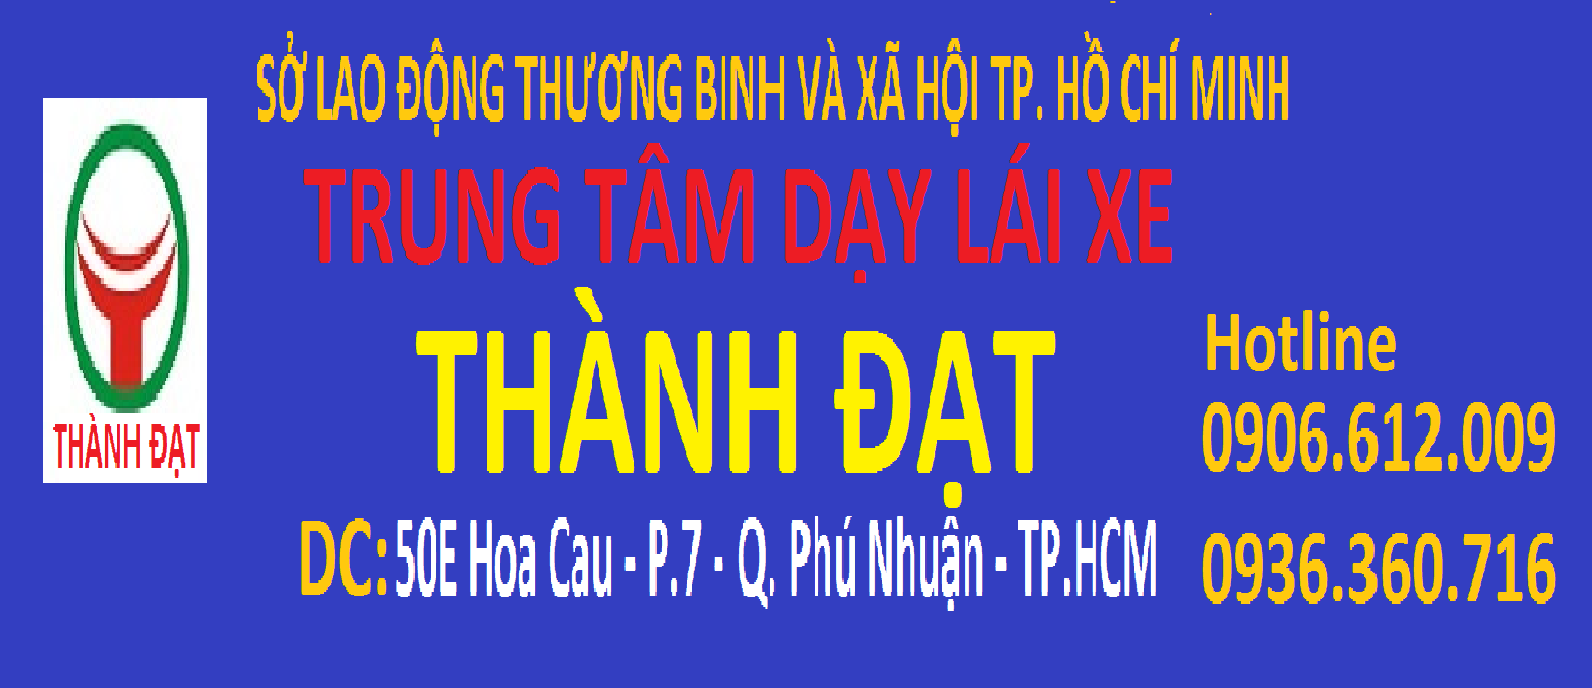 SỞ LAO ĐỘNG THƯƠNG BINH VÀ XÃ HỘI TP. HỒ CHÍ MINH
TRUNG TÂM DẠY LÁI XE
THÀNH ĐẠT
THÀNH ĐẠT
Hotline
0906.612.009
0936.360.716
DC: 50E Hoa Cau - P.7 - Q. Phú Nhuận - TP.HCM